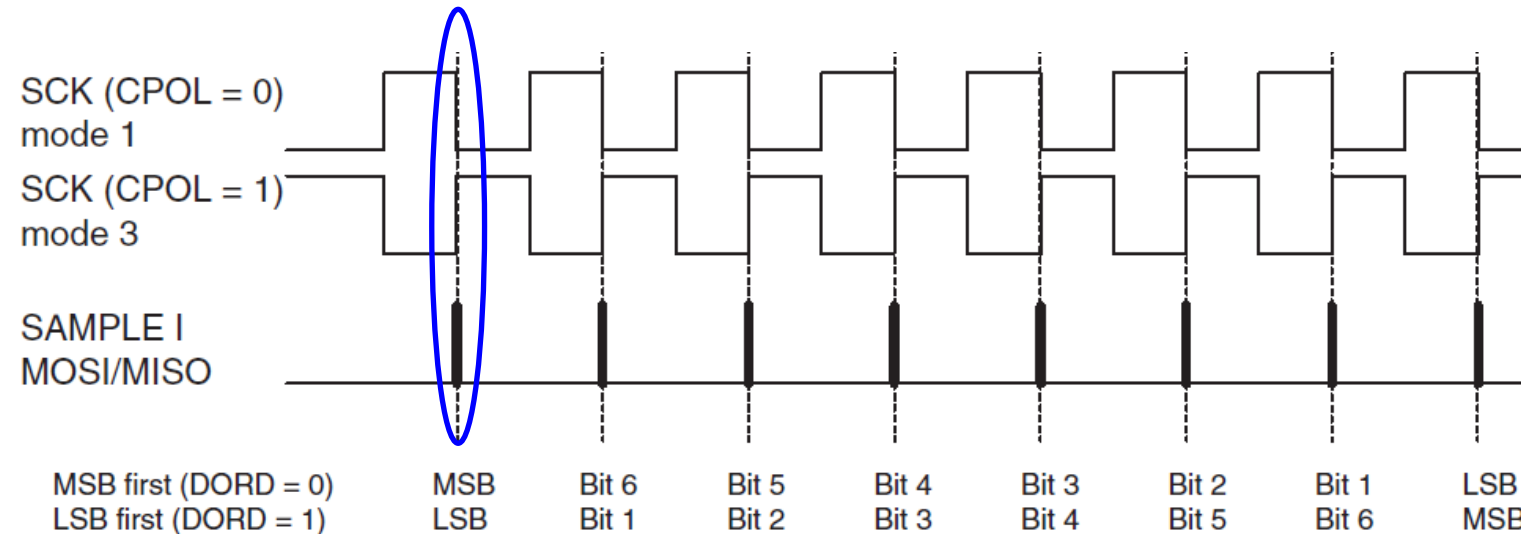 SCK (CPOL = 0)
mode 1
SCK (CPOL = 1)
mode 3
SAMPLE I
MOSI/MISO
MSB first (DORD = 0) MSB Bit 6 Bit 5 Bit 4 Bit 3 Bit 2 Bit 1 LSB
LSB first (DORD = 1) LSB Bit 1 Bit 2 Bit 3 Bit 4 Bit 5 Bit 6 MSB